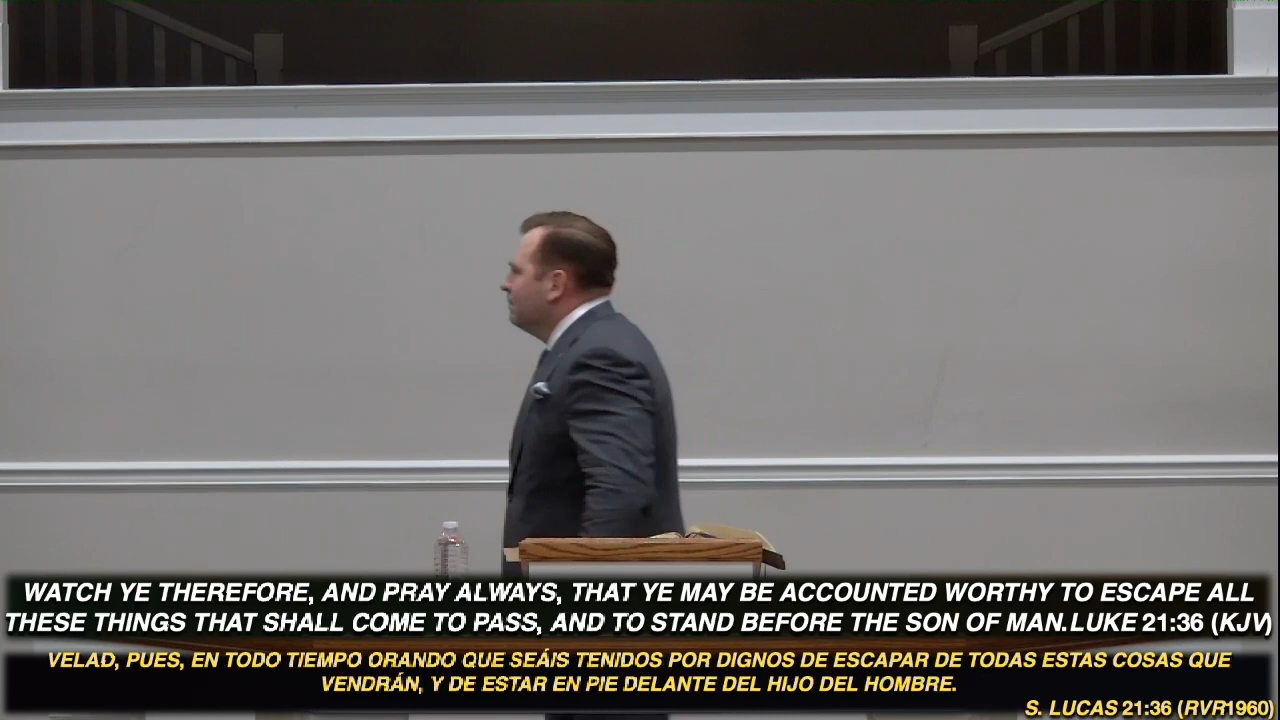 WATCH YE THEREFORE, AND PRAY ALWAYS, THAT YE MAY BE ACCOUNTED WORTHY TO ESCAPE ALL
THESE THINGS THAT SHALL COME TO PASS, AND TO STAND BEFORE THE SON OF MAN. LUKE 21:36 (KJV)
VELAD, PUES, EN TODO TIEMPO ORANDO QUE SEÁIS TENIDOS POR DIGNOS DE ESCAPAR DE TODAS ESTAS COSAS QUE
VENDRÁN, Y DE ESTAR EN PIE DELANTE DEL HIJO DEL HOMBRE.
S. LUCAS 21:36 (RVR1960)